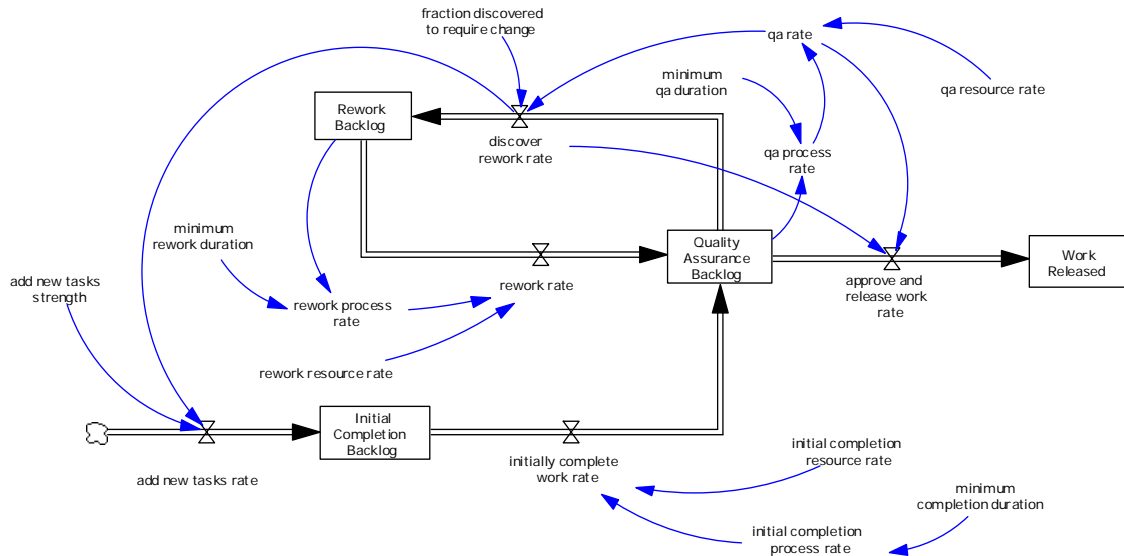 fraction discovered
to require change
qa rate
minimum
qa duration
qa resource rate
Rework
Backlog
discover
rework rate
qa process
rate
minimum
rework duration
Quality
Assurance
Backlog
Work
Released
add new tasks
strength
rework process
rate
rework rate
approve and
release work
rate
rework resource rate
Initial
Completion
Backlog
add new tasks rate
initially complete
work rate
initial completion
resource rate
minimum
completion duration
initial completion
process rate